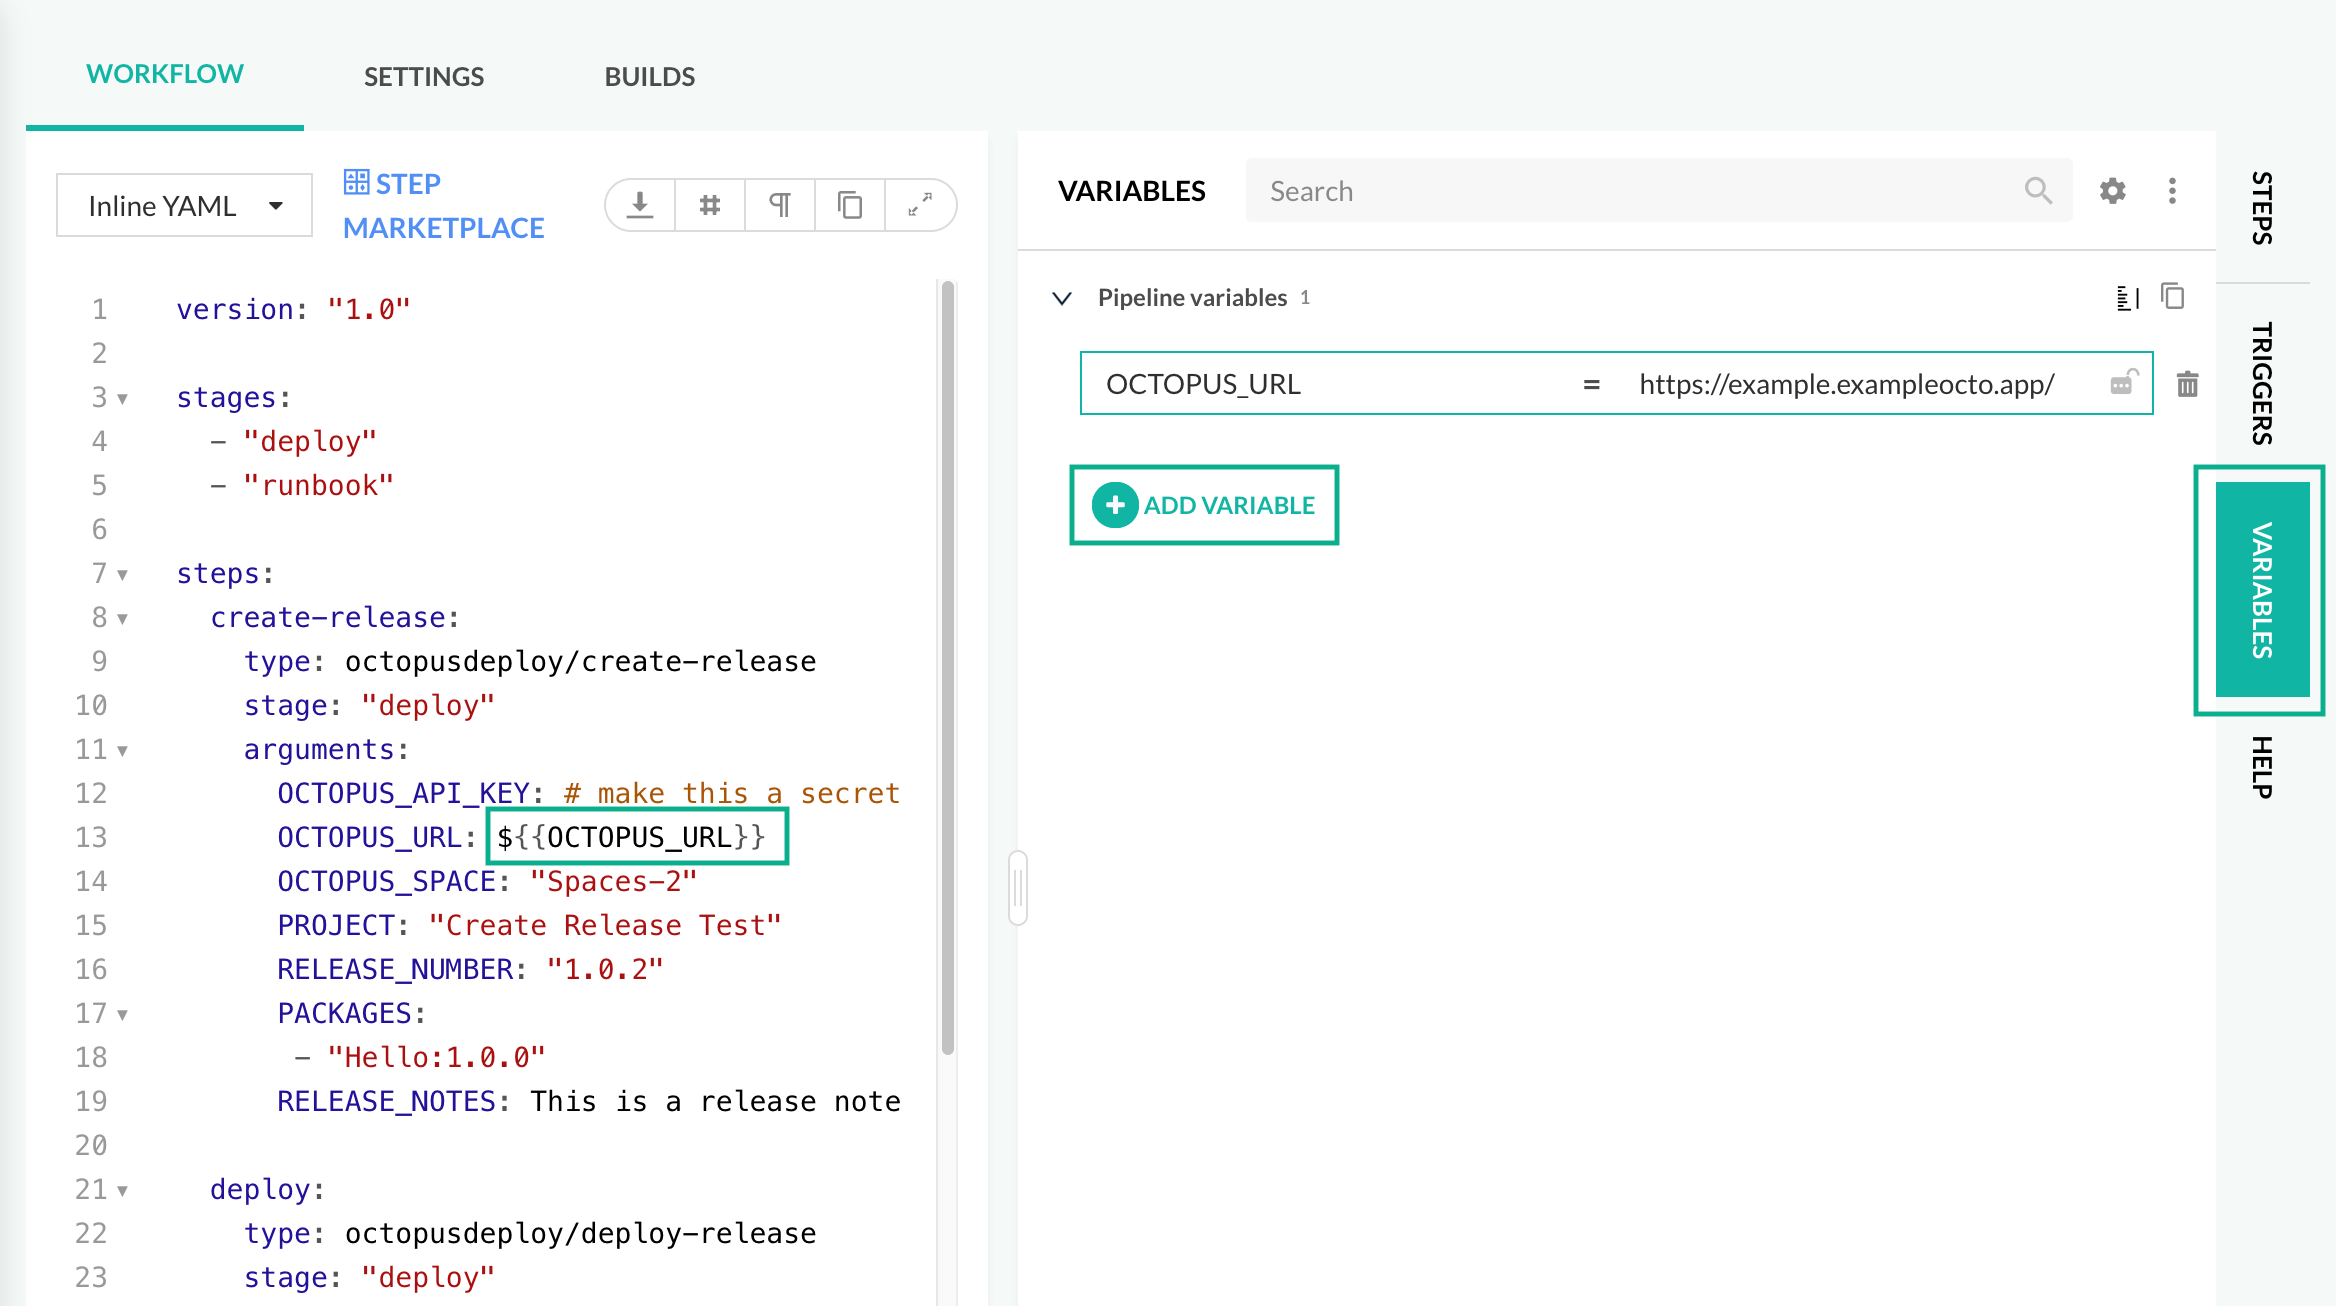 WORKFLOW
SETTINGS
BUILDS
Inline YAML
STEP
MARKETPLACE
1 version: "1.0"
2
3 stages:
4 - "deploy"
5 - "runbook"
6
7 steps:
8 create-release:
9 type: octopusdeploy/create-release
10 stage: "deploy"
11 arguments:
12 OCTOPUS_API_KEY: # make this a secret
13 OCTOPUS_URL: ${{OCTOPUS_URL}}
14 OCTOPUS_SPACE: "Spaces-2"
15 PROJECT: "Create Release Test"
16 RELEASE_NUMBER: "1.0.2"
17 PACKAGES:
18 - "Hello:1.0.0"
19 RELEASE_NOTES: This is a release note
20
21 deploy:
22 type: octopusdeploy/deploy-release
23 stage: "deploy"
VARIABLES
Search
Pipeline variables 1
OCTOPUS_URL = https://example.exampleocto.app/
ADD VARIABLE
STEPS
TRIGGERS
VARIABLES
HELP